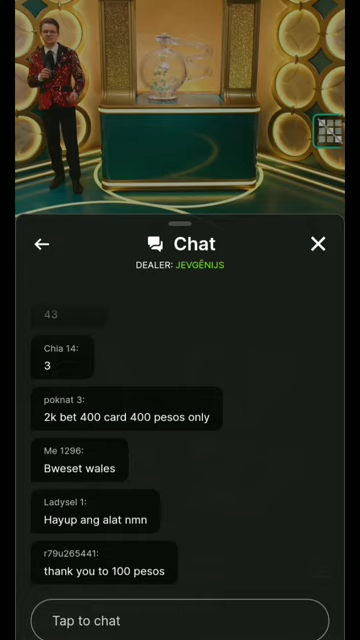 Chat
DEALER: JEVGĒNIJS
43
Chia 14:
3
poknat 3:
2k bet 400 card 400 pesos only
Me 1296:
Bweset wales
Ladysel 1:
Hayup ang alat nmn
r79u265441:
thank you to 100 pesos
Tap to chat